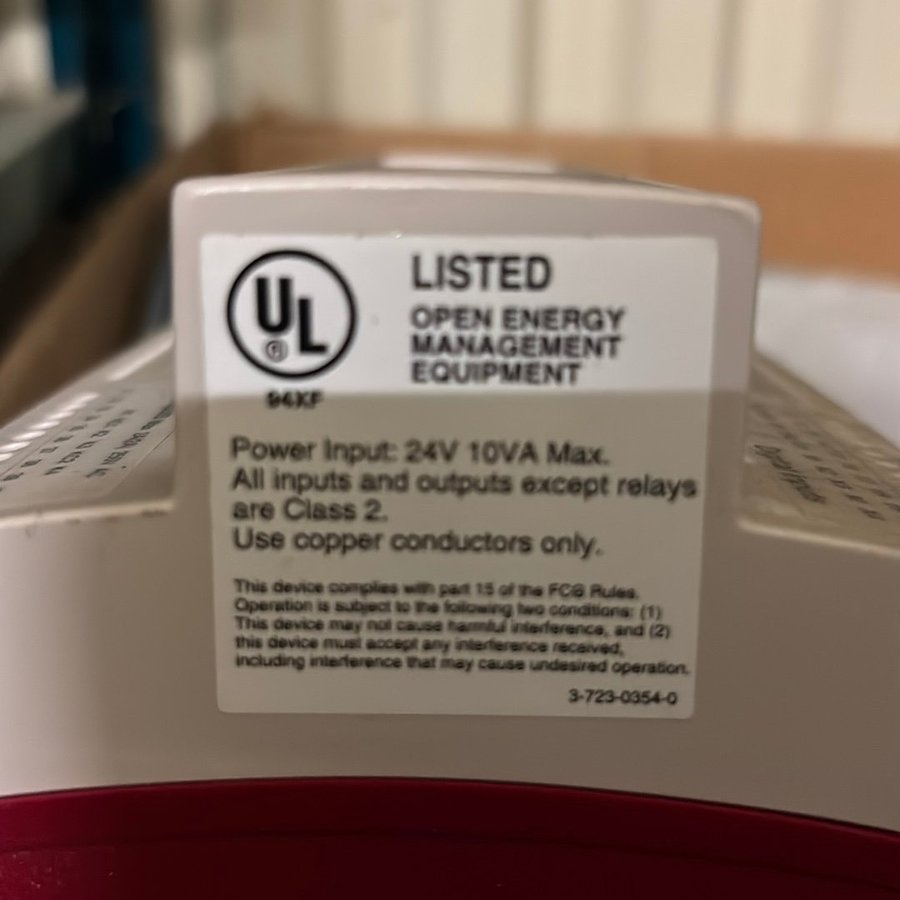 UL
®
LISTED
OPEN ENERGY
MANAGEMENT
EQUIPMENT
94XF
Power Input: 24V 10VA Max.
All inputs and outputs except relays
are Class 2.
Use copper conductors only.
This device complies with part 15 of the FCC Rules.
Operation is subject to the following two conditions: (1)
This device may not cause harmful interference, and (2)
this device must accept any interference received,
including interference that may cause undesired operation.
3-723-0354-0
Digital Inputs